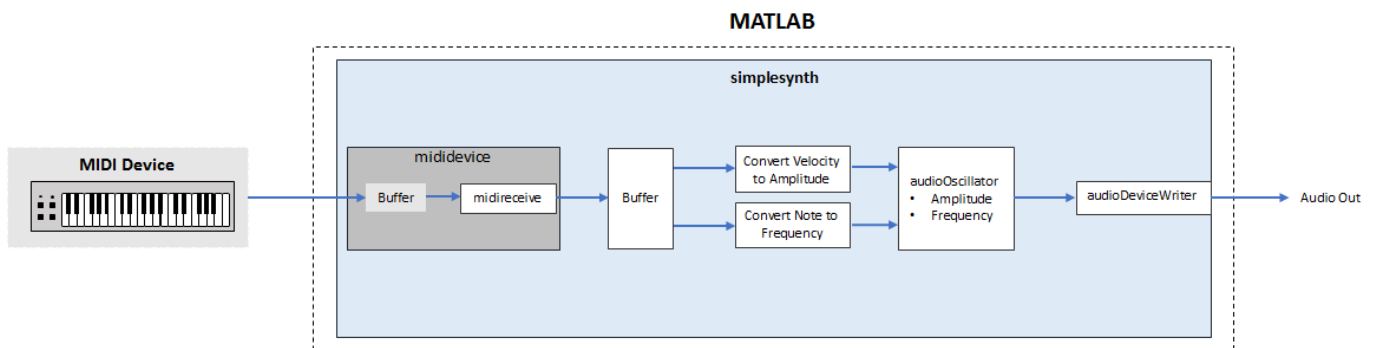 MATLAB
simplesynth
MIDI Device
mididevice
Buffer
midireceive
Buffer
Convert Velocity
to Amplitude
Convert Note to
Frequency
audioOscillator
• Amplitude
• Frequency
audioDeviceWriter
Audio Out